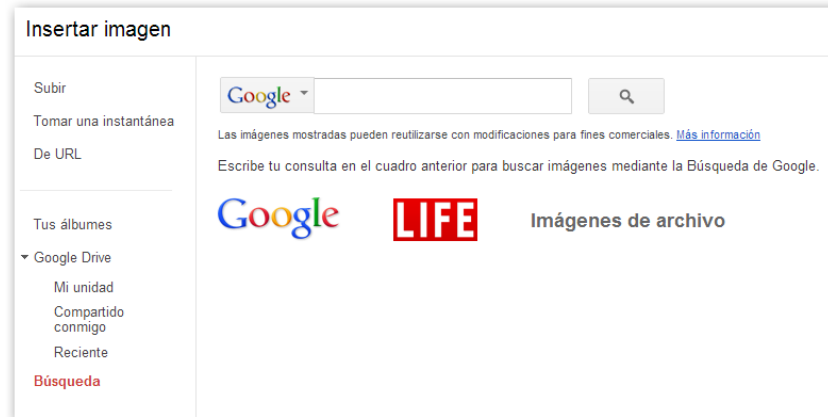 Insertar imagen
Subir
Tomar una instantánea
De URL
Tus álbumes
Google Drive
Mi unidad
Compartido
conmigo
Reciente
Búsqueda
Google
Las imágenes mostradas pueden reutilizarse con modificaciones para fines comerciales. Más información
Escribe tu consulta en el cuadro anterior para buscar imágenes mediante la Búsqueda de Google.
Google LIFE Imágenes de archivo